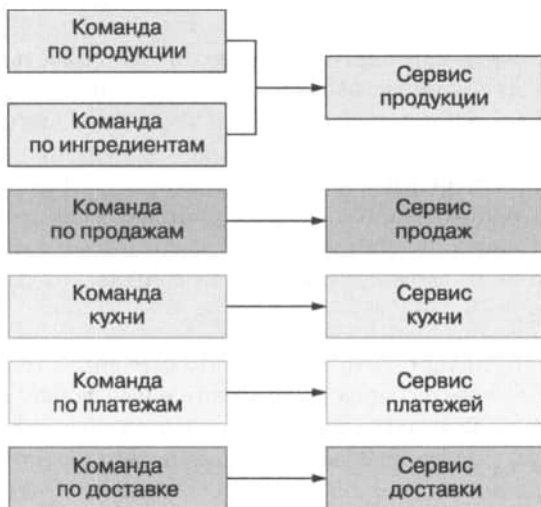 Команда
по продукции
Сервис
продукции
Команда
по ингредиентам
Команда
по продажам
Сервис
продаж
Команда
кухни
Сервис
кухни
Команда
по платежам
Сервис
платежей
Команда
по доставке
Сервис
доставки